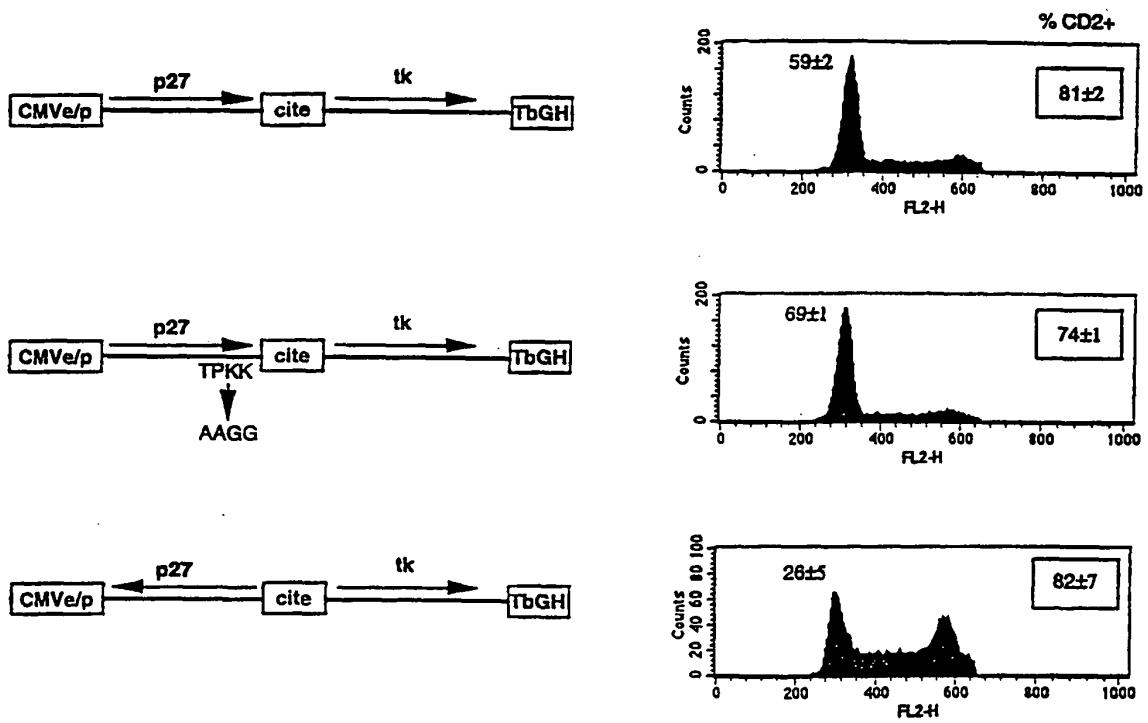 % CD2+
p27
tk
CMVe/p
cite
TbGH
59±2
81±2
200
Counts
0
0 200 400 600 800 1000
FL2-H
p27
tk
CMVe/p
cite
TbGH
TPKK
AAGG
69±1
74±1
200
Counts
0
0 200 400 600 800 1000
FL2-H
p27
tk
CMVe/p
cite
TbGH
26±5
82±7
100
80
60
40
20
0
Counts
0 200 400 600 800 1000
FL2-H